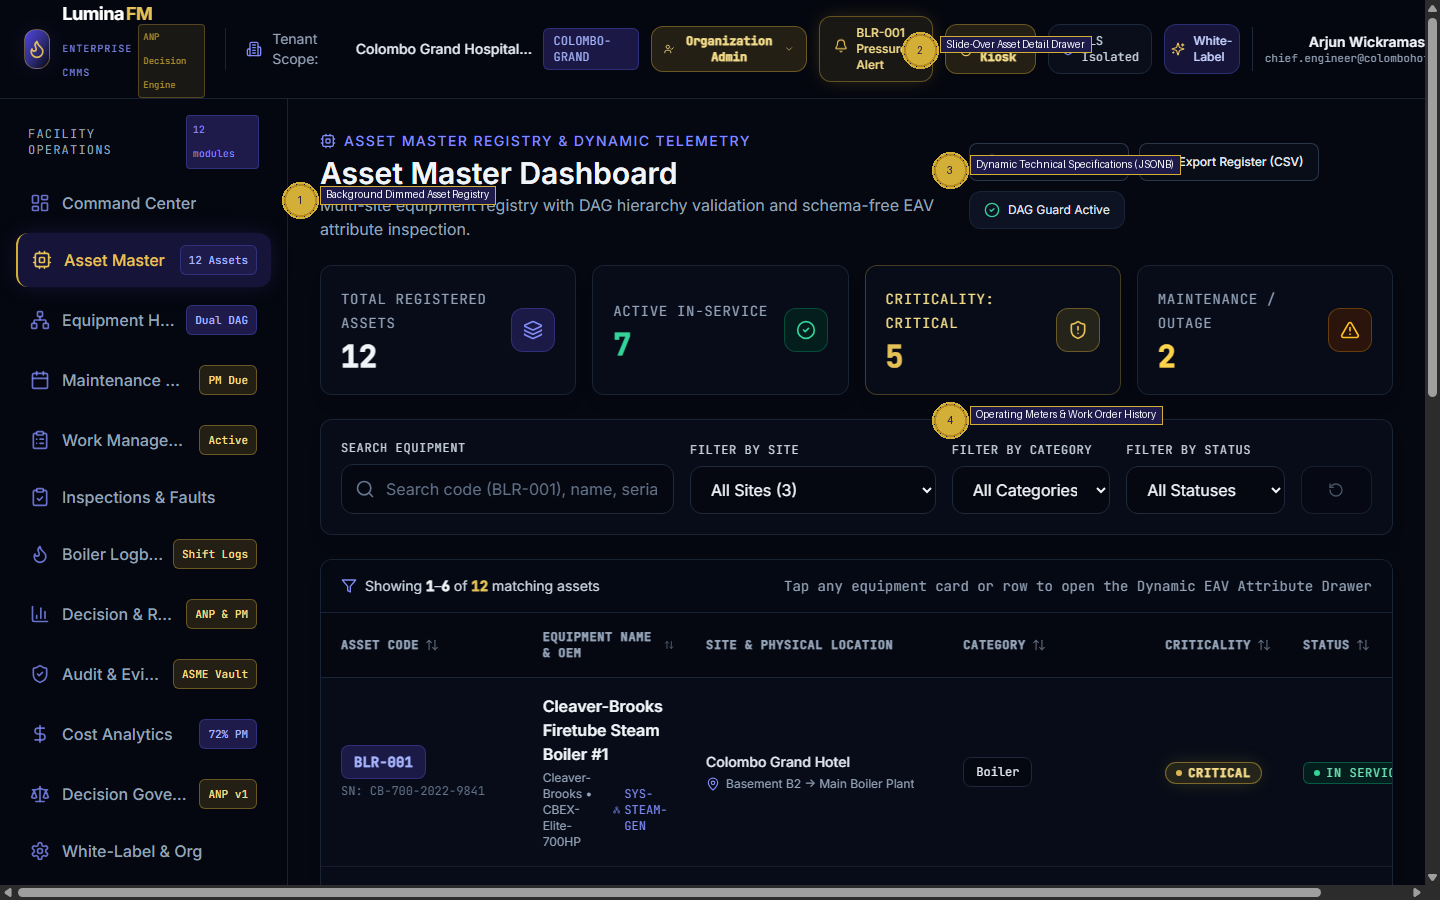 LuminaFM
ENTERPRISE
CMMS
ANP
Decision
Engine
Tenant
Scope:
Colombo Grand Hospital...
COLOMBO-
GRAND
Organization
Admin
BLR-001
Pressure
Alert
2
Slide-Over Asset Detail Drawer
Kiosk
Isolated
White-
Label
Arjun Wickramas
chief.engineer@colomboho
FACILITY
OPERATIONS
12
modules
Command Center
Asset Master
12 Assets
Equipment H...
Dual DAG
Maintenance ...
PM Due
Work Manage...
Active
Inspections & Faults
Boiler Logb...
Shift Logs
Decision & R...
ANP & PM
Audit & Evi...
ASME Vault
Cost Analytics
72% PM
Decision Gove...
ANP v1
White-Label & Org
ASSET MASTER REGISTRY & DYNAMIC TELEMETRY
Asset Master Dashboard
1
Background Dimmed Asset Registry
Multi-site equipment registry with DAG hierarchy validation and schema-free EAV
attribute inspection.
3
Dynamic Technical Specifications (JSONB)
Export Register (CSV)
DAG Guard Active
TOTAL REGISTERED
ASSETS
12
ACTIVE IN-SERVICE
7
CRITICALITY:
CRITICAL
5
MAINTENANCE /
OUTAGE
2
4
Operating Meters & Work Order History
SEARCH EQUIPMENT
Search code (BLR-001), name, seria
FILTER BY SITE
All Sites (3)
FILTER BY CATEGORY
All Categories
FILTER BY STATUS
All Statuses
Showing 1–6 of 12 matching assets
Tap any equipment card or row to open the Dynamic EAV Attribute Drawer
ASSET CODE
EQUIPMENT NAME
& OEM
SITE & PHYSICAL LOCATION
CATEGORY
CRITICALITY
STATUS
BLR-001
SN: CB-700-2022-9841
Cleaver-Brooks
Firetube Steam
Boiler #1
Cleaver-
Brooks •
CBEX-
Elite-
700HP
SYS-
STEAM-
GEN
Colombo Grand Hotel
Basement B2 → Main Boiler Plant
Boiler
CRITICAL
IN SERVIC